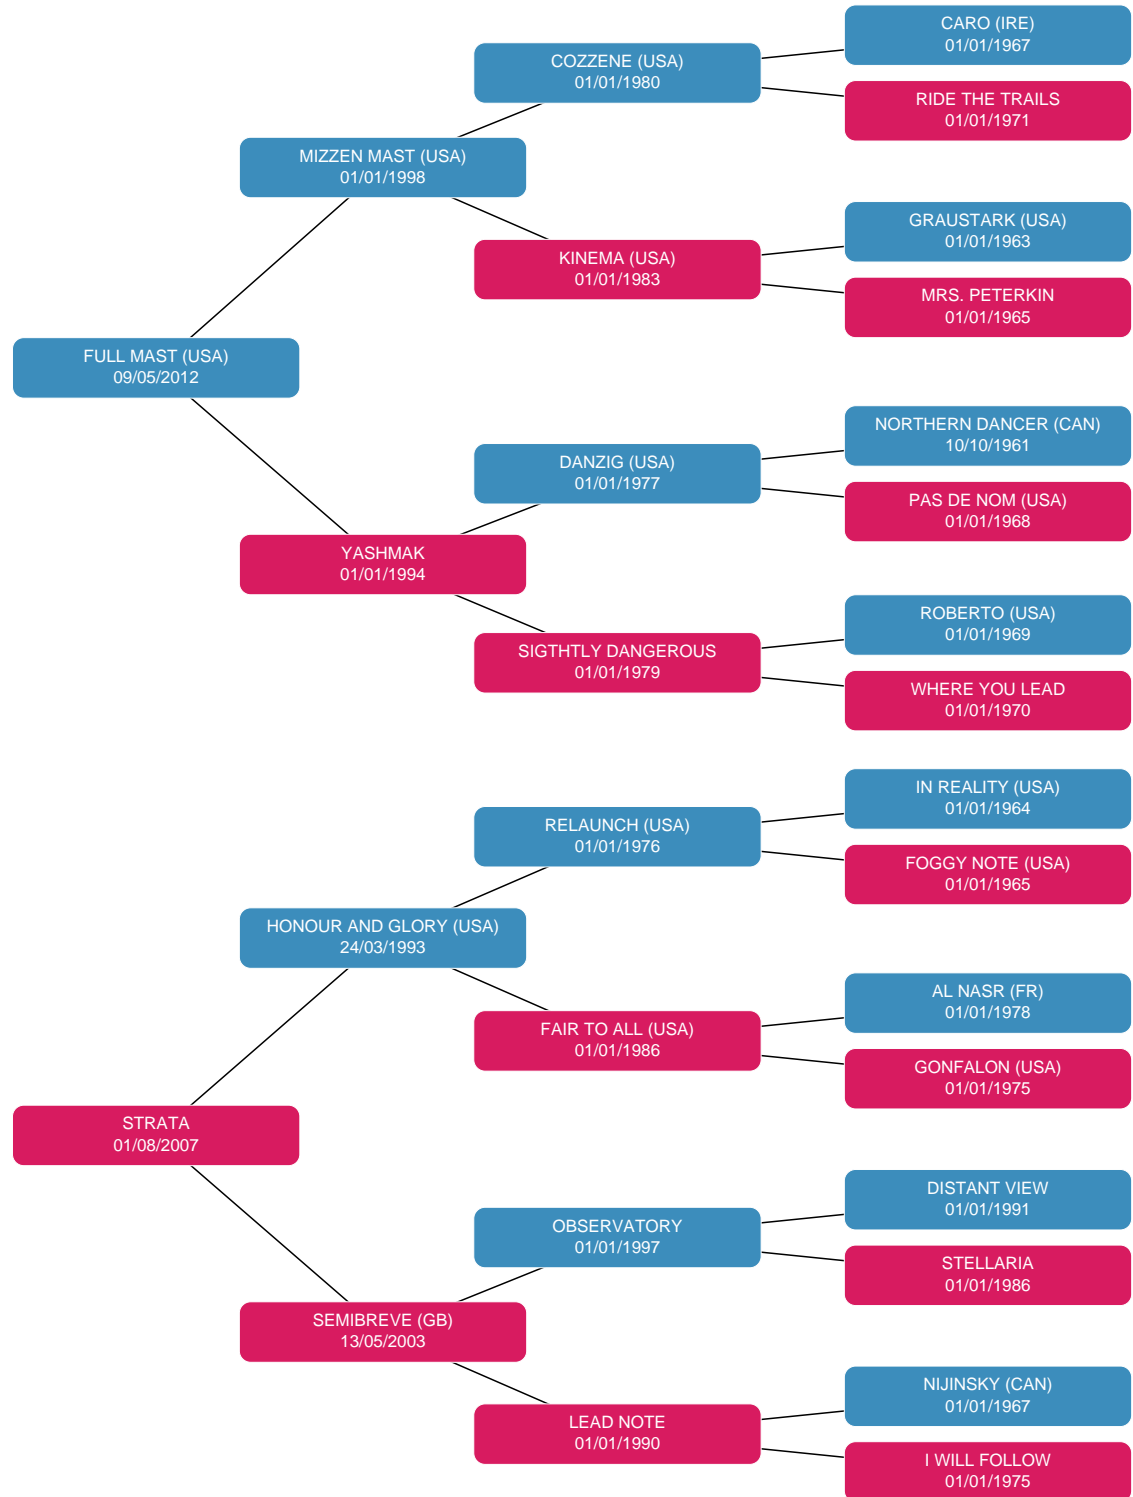 CARO (IRE)
01/01/1967
COZZENE (USA)
01/01/1980
RIDE THE TRAILS
01/01/1971
MIZZEN MAST (USA)
01/01/1998
GRAUSTARK (USA)
01/01/1963
KINEMA (USA)
01/01/1983
MRS. PETERKIN
01/01/1965
FULL MAST (USA)
09/05/2012
NORTHERN DANCER (CAN)
10/10/1961
DANZIG (USA)
01/01/1977
PAS DE NOM (USA)
01/01/1968
YASHMAK
01/01/1994
ROBERTO (USA)
01/01/1969
SIGTHTLY DANGEROUS
01/01/1979
WHERE YOU LEAD
01/01/1970
IN REALITY (USA)
01/01/1964
RELAUNCH (USA)
01/01/1976
FOGGY NOTE (USA)
01/01/1965
HONOUR AND GLORY (USA)
24/03/1993
AL NASR (FR)
01/01/1978
FAIR TO ALL (USA)
01/01/1986
GONFALON (USA)
01/01/1975
STRATA
01/08/2007
DISTANT VIEW
01/01/1991
OBSERVATORY
01/01/1997
STELLARIA
01/01/1986
SEMIBREVE (GB)
13/05/2003
NIJINSKY (CAN)
01/01/1967
LEAD NOTE
01/01/1990
I WILL FOLLOW
01/01/1975